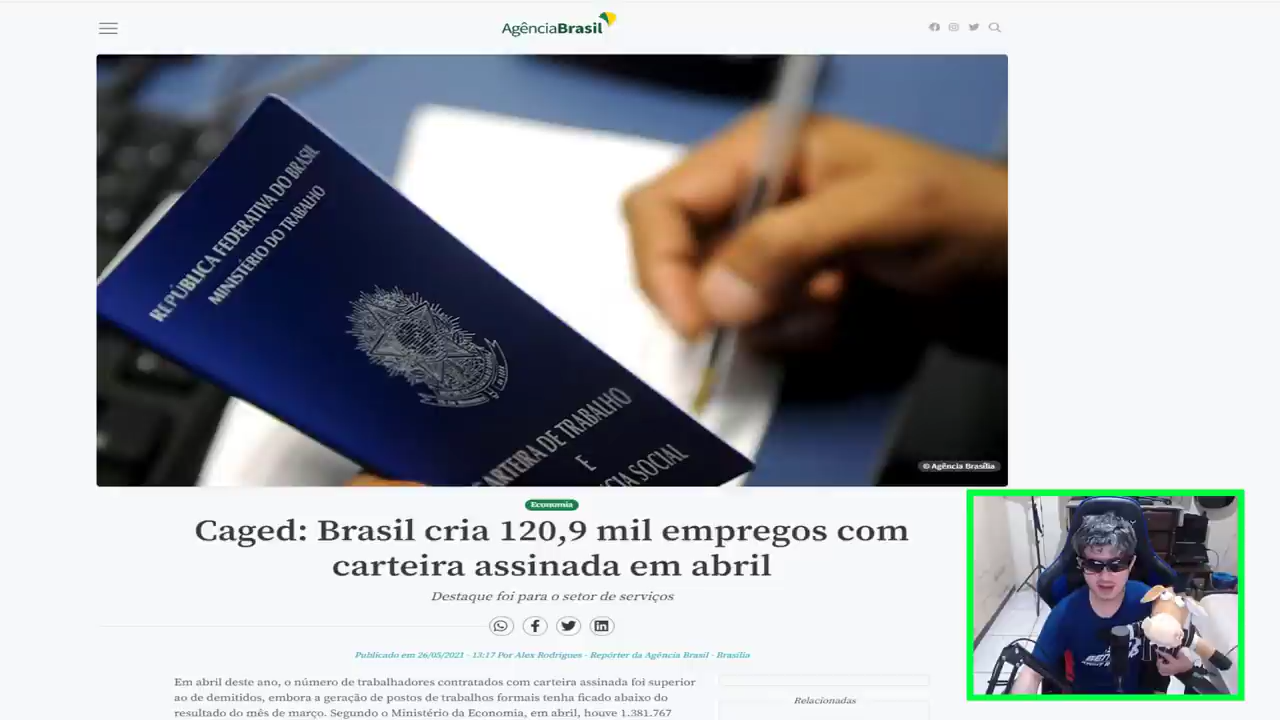 AgênciaBrasil
REPÚBLICA FEDERATIVA DO BRASIL
MINISTÉRIO DO TRABALHO
CARTEIRA DE TRABALHO
E
CIA SOCIAL
© Agência Brasília
Economia
Caged: Brasil cria 120,9 mil empregos com
carteira assinada em abril
Destaque foi para o setor de serviços
Publicado em 26/05/2021 - 13:17 Por Alex Rodrigues - Repórter da Agência Brasil - Brasília
Em abril deste ano, o número de trabalhadores contratados com carteira assinada foi superior
ao de demitidos, embora a geração de postos de trabalhos formais tenha ficado abaixo do
resultado do mês de março. Segundo o Ministério da Economia, em abril, houve 1.381.767
Relacionadas